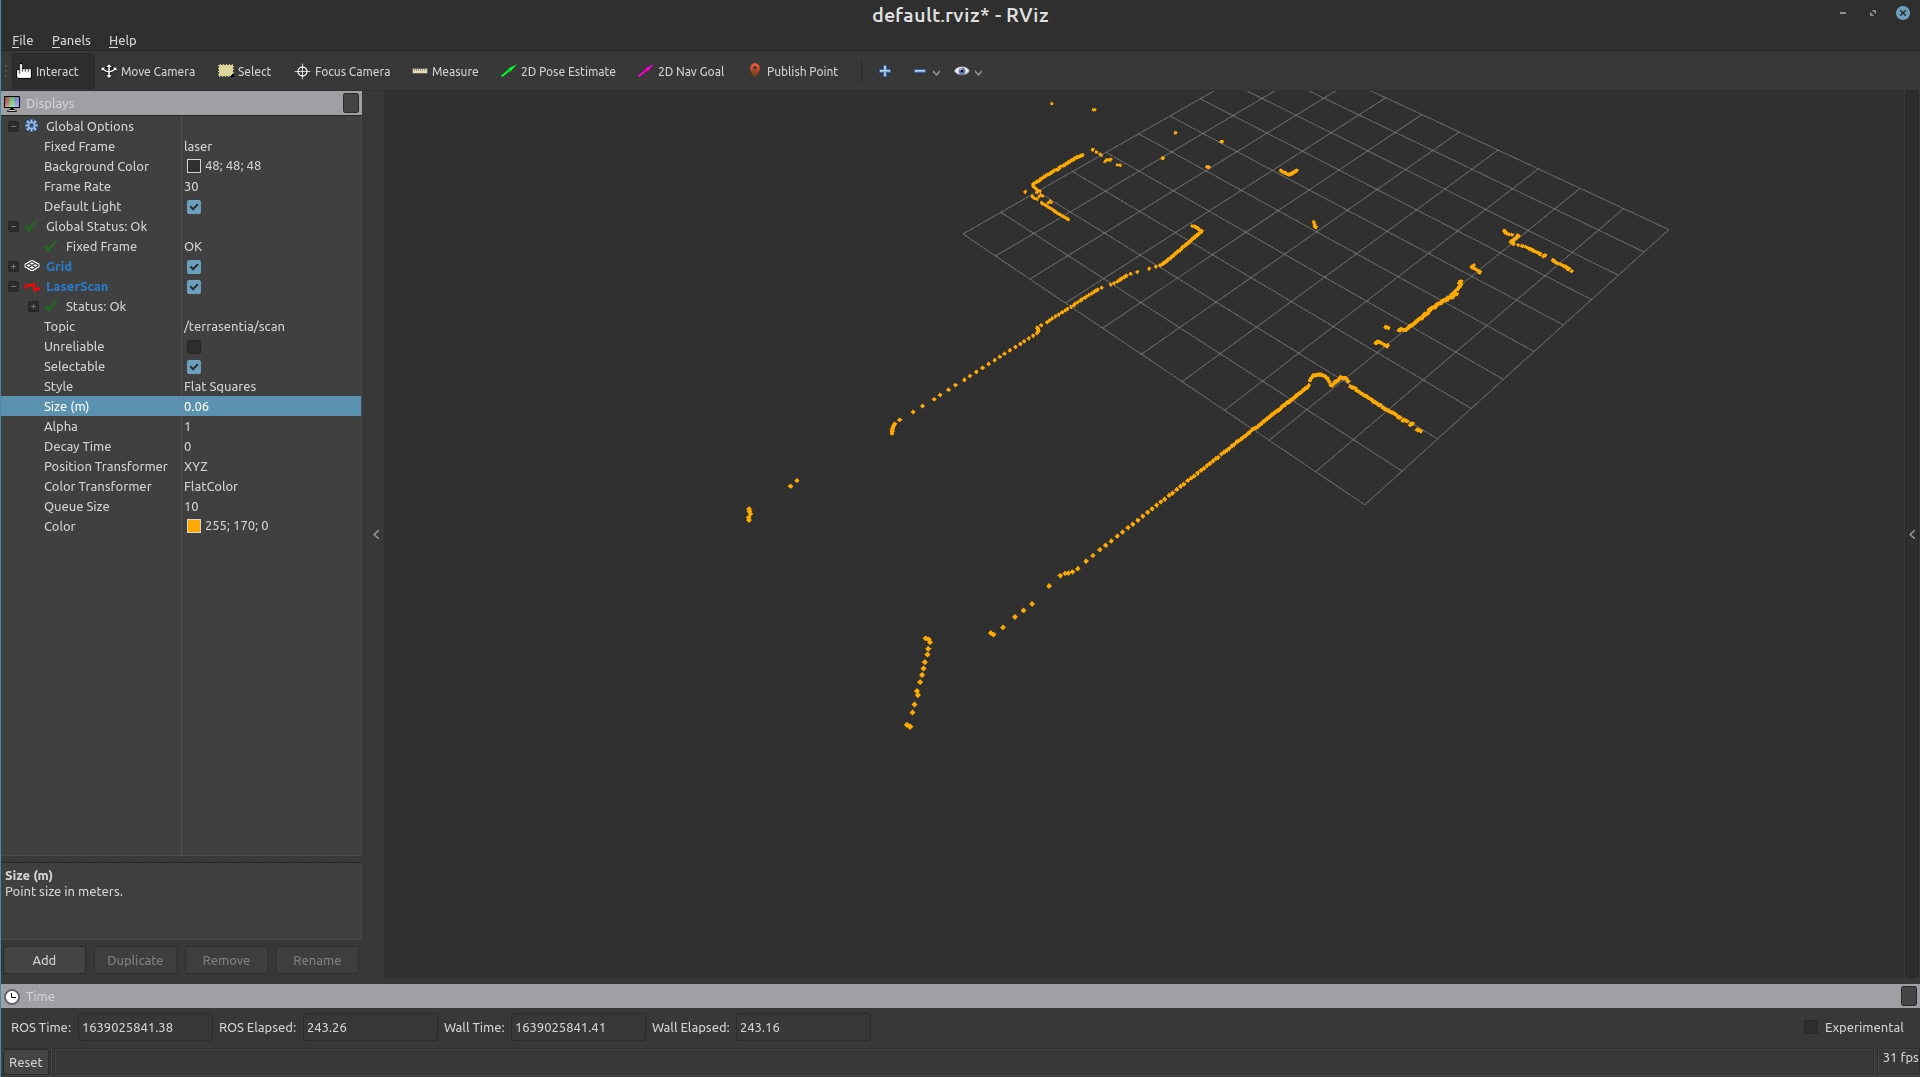 default.rviz* - RViz
File Panels Help
Interact Move Camera Select Focus Camera Measure 2D Pose Estimate 2D Nav Goal Publish Point
Displays
Global Options
Fixed Frame laser
Background Color 48; 48; 48
Frame Rate 30
Default Light
Global Status: Ok
Fixed Frame OK
Grid
LaserScan
Status: Ok
Topic /terrasentia/scan
Unreliable
Selectable
Style Flat Squares
Size (m) 0.06
Alpha 1
Decay Time 0
Position Transformer XYZ
Color Transformer FlatColor
Queue Size 10
Color 255; 170; 0
Size (m)
Point size in meters.
Add Duplicate Remove Rename
Time
ROS Time: 1639025841.38 ROS Elapsed: 243.26 Wall Time: 1639025841.41 Wall Elapsed: 243.16 Experimental
Reset 31 fps